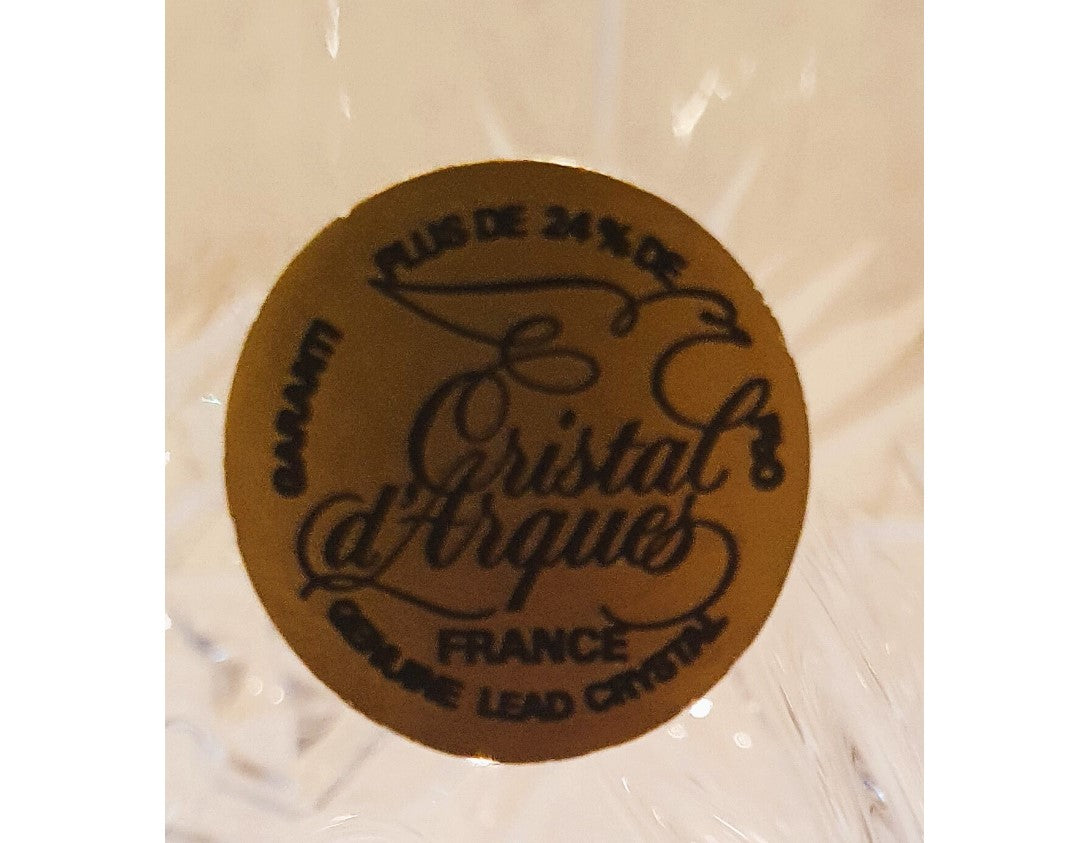 GARANTI PLUS DE 24% DE PBO
Cristal
d'Arques
FRANCE
GENUINE LEAD CRYSTAL